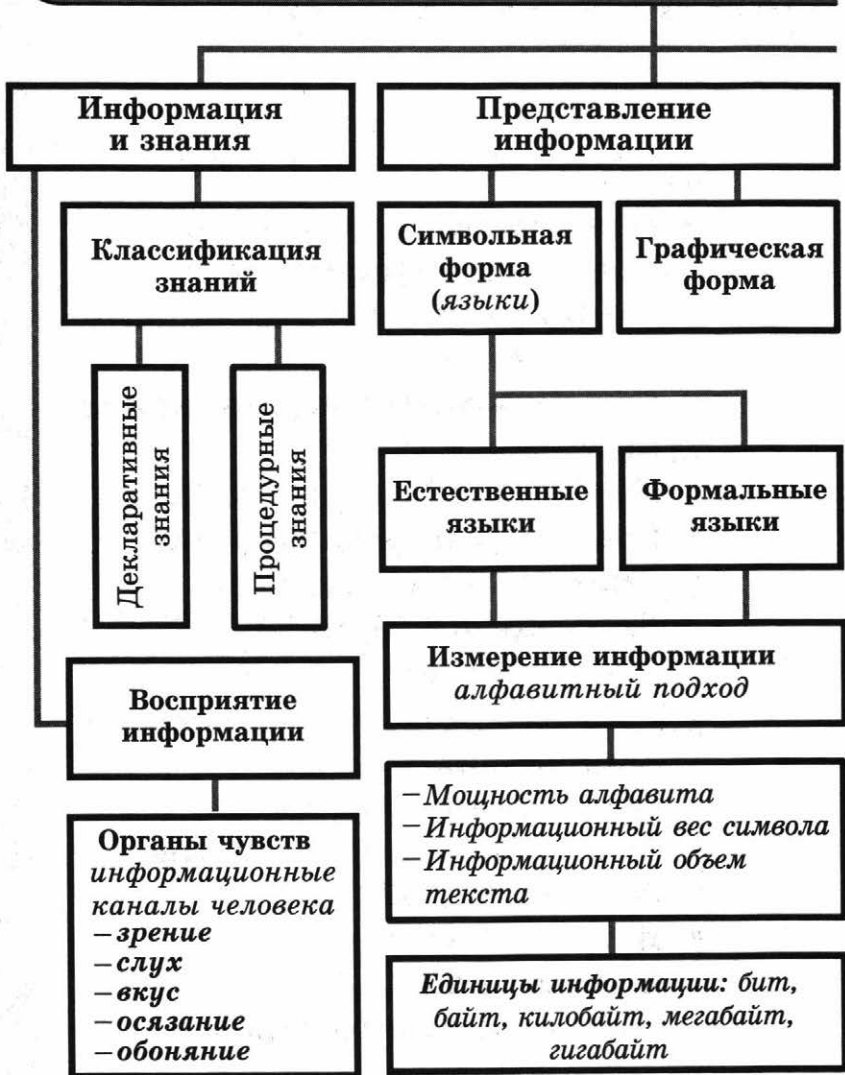 Информация
и знания
Представление
информации
Классификация
знаний
Символьная
форма
(языки)
Графическая
форма
Декларативные
знания
Процедурные
знания
Естественные
языки
Формальные
языки
Измерение информации
алфавитный подход
Восприятие
информации
–Мощность алфавита
–Информационный вес символа
–Информационный объем
текста
Органы чувств
информационные
каналы человека
–зрение
–слух
–вкус
–осязание
–обоняние
Единицы информации: бит,
байт, килобайт, мегабайт,
гигабайт